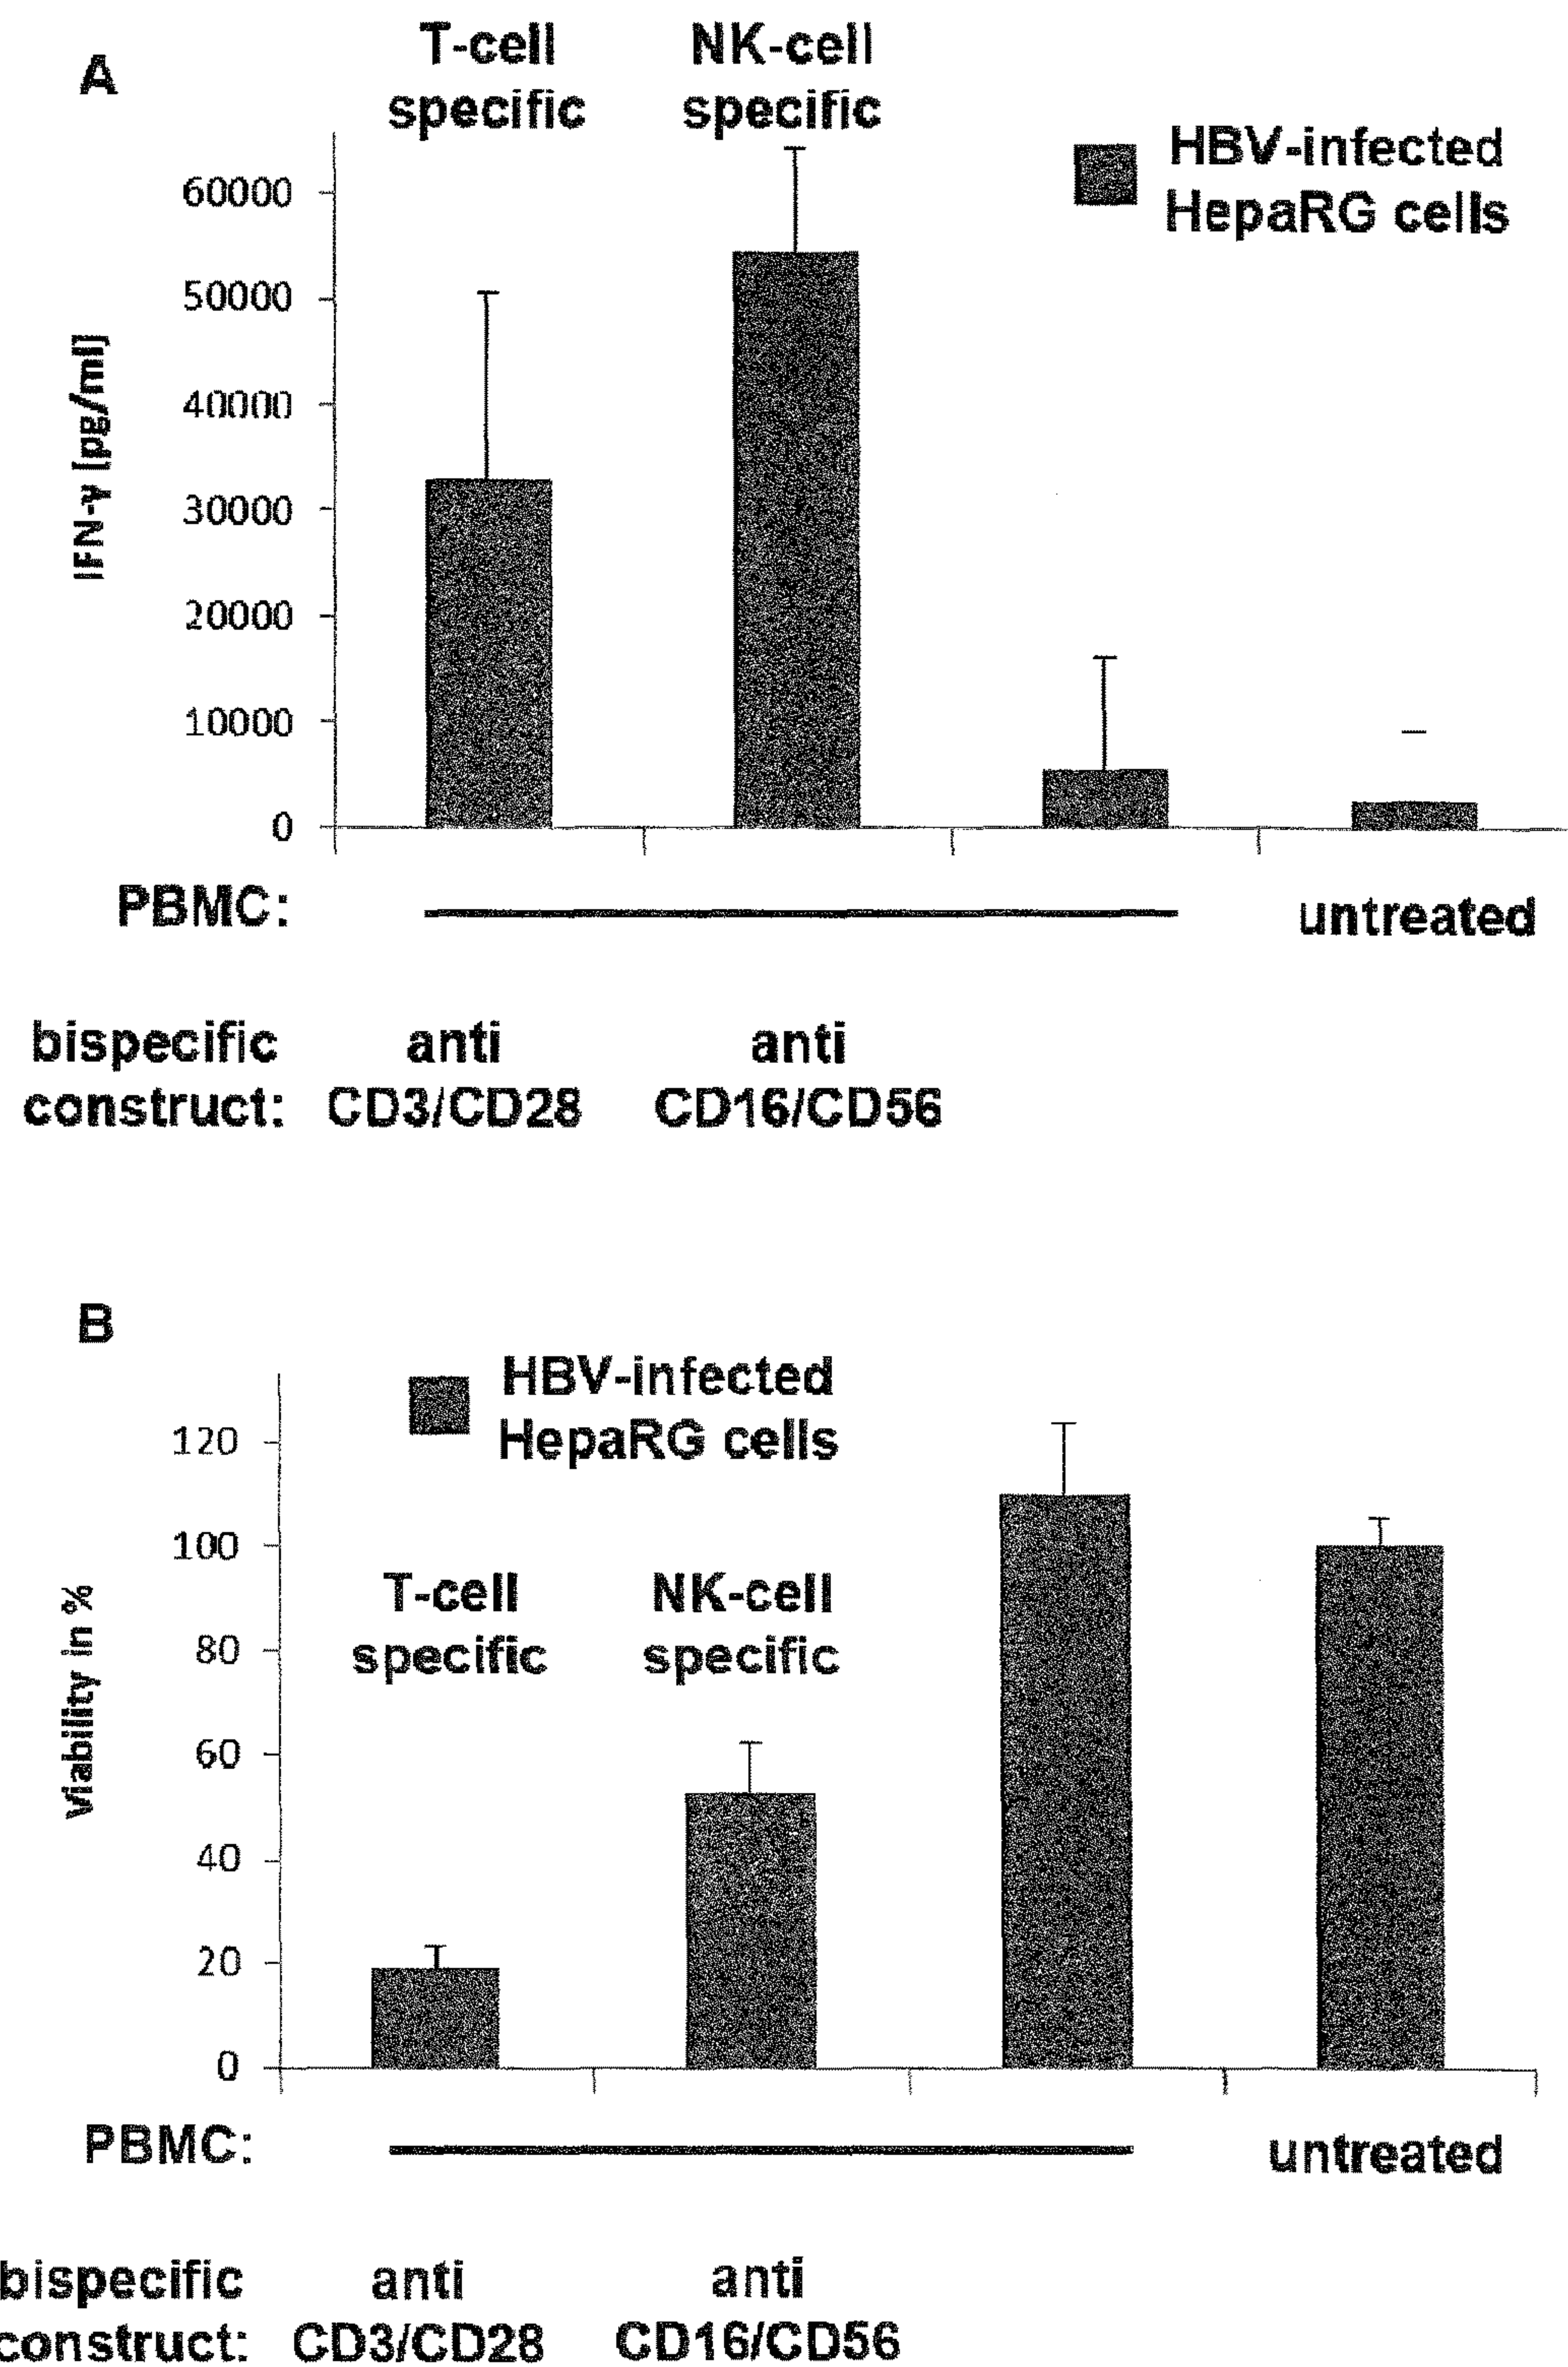 A
T-cell
specific
NK-cell
specific
HBV-infected
HepaRG cells
IFN-γ [pg/ml]
60000
50000
40000
30000
20000
10000
0
PBMC:
untreated
bispecific
construct:
anti
CD3/CD28
anti
CD16/CD56
B
HBV-infected
HepaRG cells
T-cell
specific
NK-cell
specific
Viability in %
120
100
80
60
40
20
0
PBMC:
untreated
bispecific
construct:
anti
CD3/CD28
anti
CD16/CD56